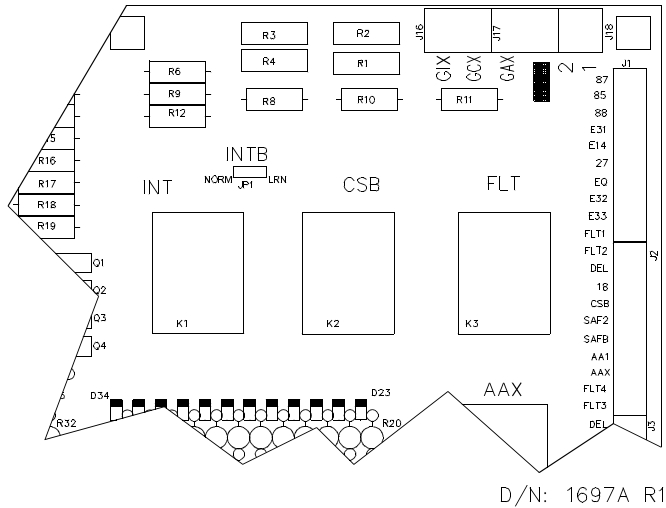 R3
R2
J16
J17
J18
R4
R1
GIX
GCX
GAX
2
1
J1
R6
R9
R12
R8
R10
R11
87
85
88
E31
E14
27
EQ
E32
E33
FLT1
FLT2
DEL
18
CSB
SAF2
SAFB
AA1
AAX
FLT4
FLT3
DEL
J2
J3
R16
R17
R18
R19
INTB
NORM
JP1
LRN
INT
CSB
FLT
K1
K2
K3
Q1
Q2
Q3
Q4
D34
D23
R32
R20
AAX
D/N: 1697A R1